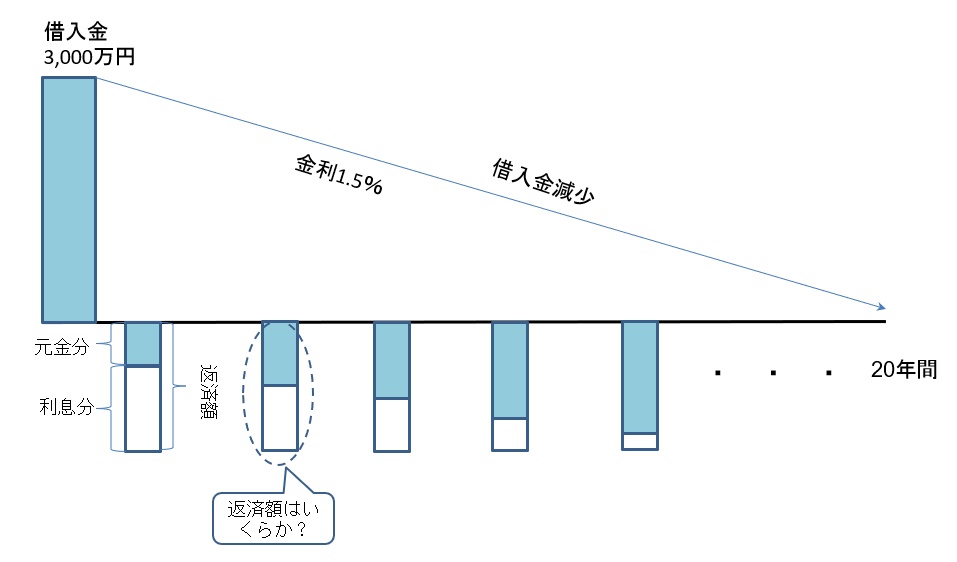 借入金
3,000万円
金利1.5%
借入金減少
元金分
利息分
返済額
20年間
返済額はい
くらか？